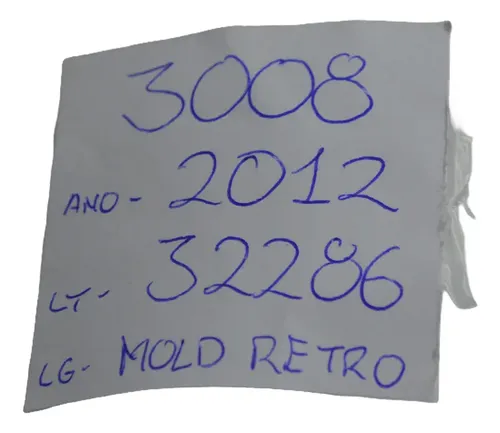 3008
ANO - 2012
LT - 32286
LG - MOLD RETRO